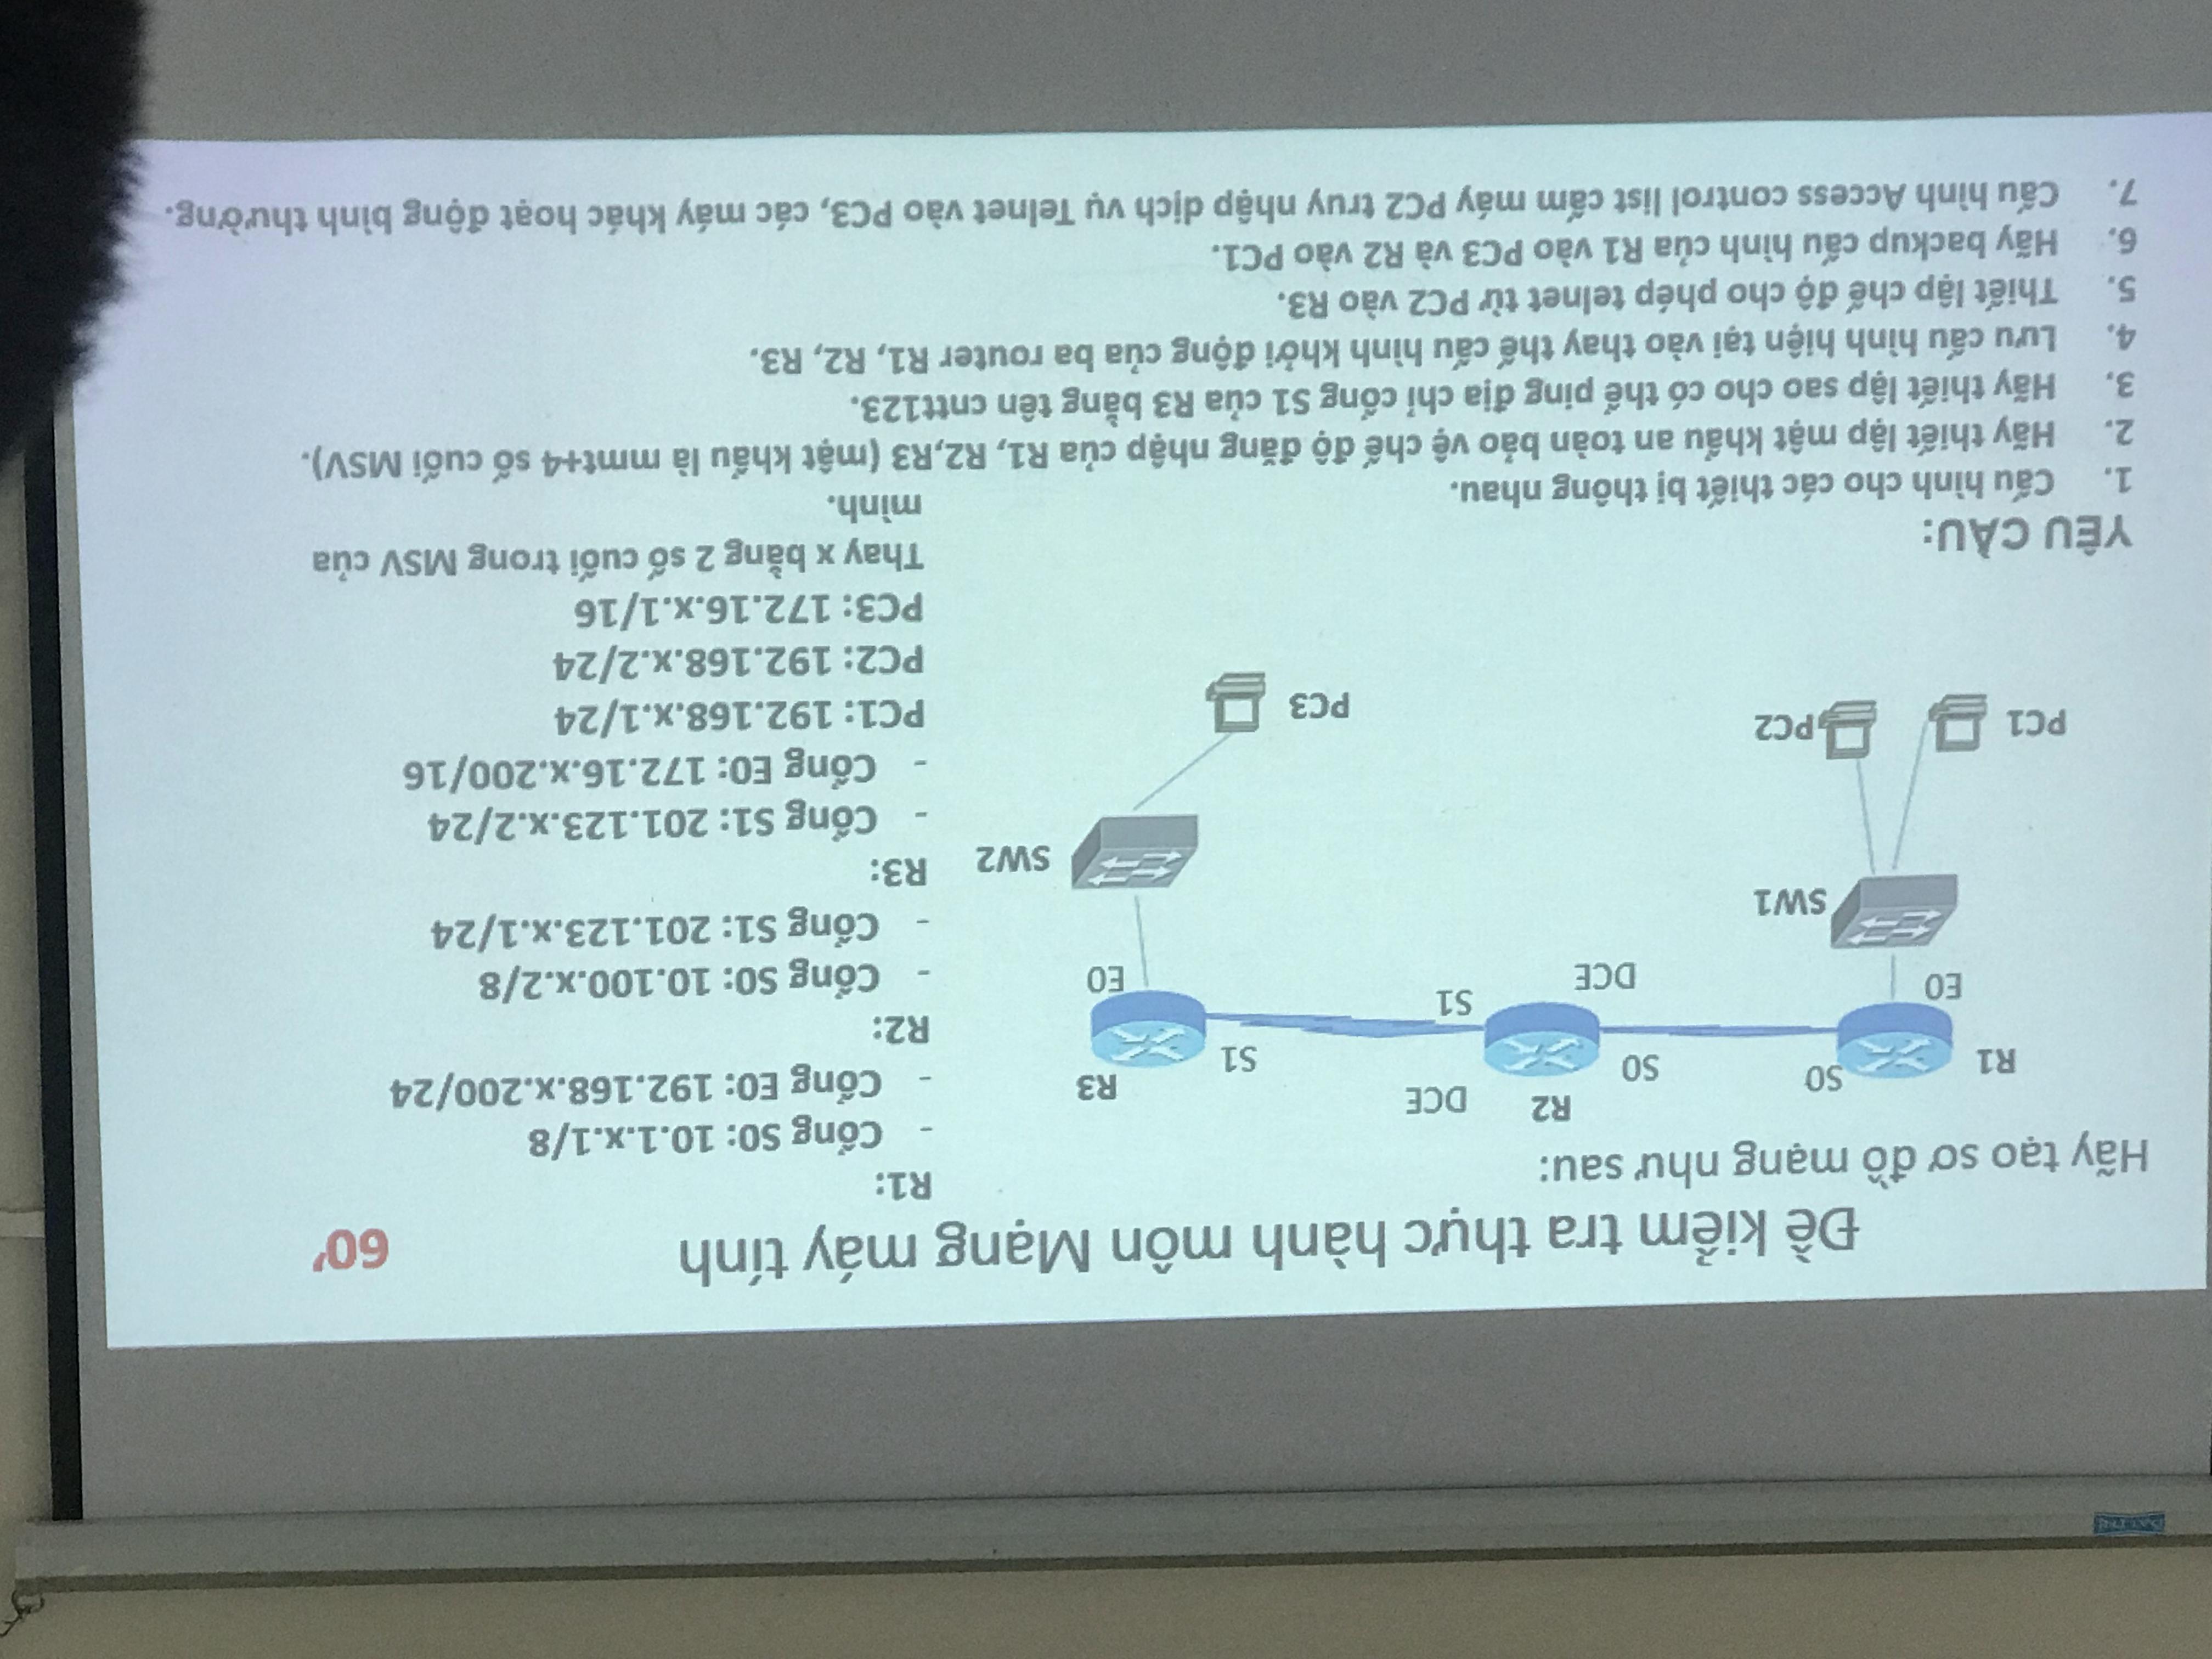 Đề kiểm tra thực hành môn Mạng máy tính
60’
Hãy tạo sơ đồ mạng như sau:
R1
S0
S0
R2
DCE
S1
R3
E0
DCE
S1
E0
SW1
SW2
PC1
PC2
PC3
R1:
- Cổng S0: 10.1.x.1/8
- Cổng E0: 192.168.x.200/24
R2:
- Cổng S0: 10.100.x.2/8
- Cổng S1: 201.123.x.1/24
R3:
- Cổng S1: 201.123.x.2/24
- Cổng E0: 172.16.x.200/16
PC1: 192.168.x.1/24
PC2: 192.168.x.2/24
PC3: 172.16.x.1/16
Thay x bằng 2 số cuối trong MSV của
mình.
YÊU CẦU:
1. Cấu hình cho các thiết bị thông nhau.
2. Hãy thiết lập mật khẩu an toàn bảo vệ chế độ đăng nhập của R1, R2,R3 (mật khẩu là mmt+4 số cuối MSV).
3. Hãy thiết lập sao cho có thể ping địa chỉ cổng S1 của R3 bằng tên cntt123.
4. Lưu cấu hình hiện tại vào thay thế cấu hình khởi động của ba router R1, R2, R3.
5. Thiết lập chế độ cho phép telnet từ PC2 vào R3.
6. Hãy backup cấu hình của R1 vào PC3 và R2 vào PC1.
7. Cấu hình Access control list cấm máy PC2 truy nhập dịch vụ Telnet vào PC3, các máy khác hoạt động bình thường.